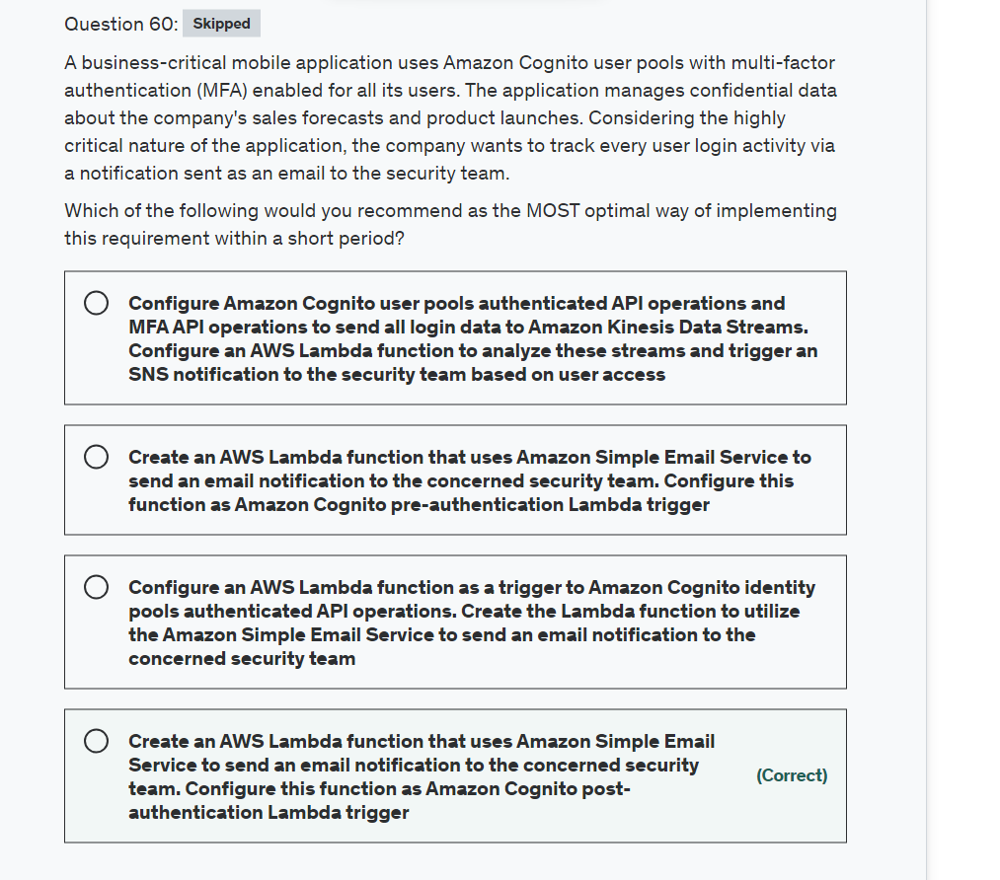 Question 60: Skipped
A business-critical mobile application uses Amazon Cognito user pools with multi-factor
authentication (MFA) enabled for all its users. The application manages confidential data
about the company's sales forecasts and product launches. Considering the highly
critical nature of the application, the company wants to track every user login activity via
a notification sent as an email to the security team.
Which of the following would you recommend as the MOST optimal way of implementing
this requirement within a short period?
Configure Amazon Cognito user pools authenticated API operations and
MFA API operations to send all login data to Amazon Kinesis Data Streams.
Configure an AWS Lambda function to analyze these streams and trigger an
SNS notification to the security team based on user access
Create an AWS Lambda function that uses Amazon Simple Email Service to
send an email notification to the concerned security team. Configure this
function as Amazon Cognito pre-authentication Lambda trigger
Configure an AWS Lambda function as a trigger to Amazon Cognito identity
pools authenticated API operations. Create the Lambda function to utilize
the Amazon Simple Email Service to send an email notification to the
concerned security team
Create an AWS Lambda function that uses Amazon Simple Email
Service to send an email notification to the concerned security
team. Configure this function as Amazon Cognito post-
authentication Lambda trigger
(Correct)